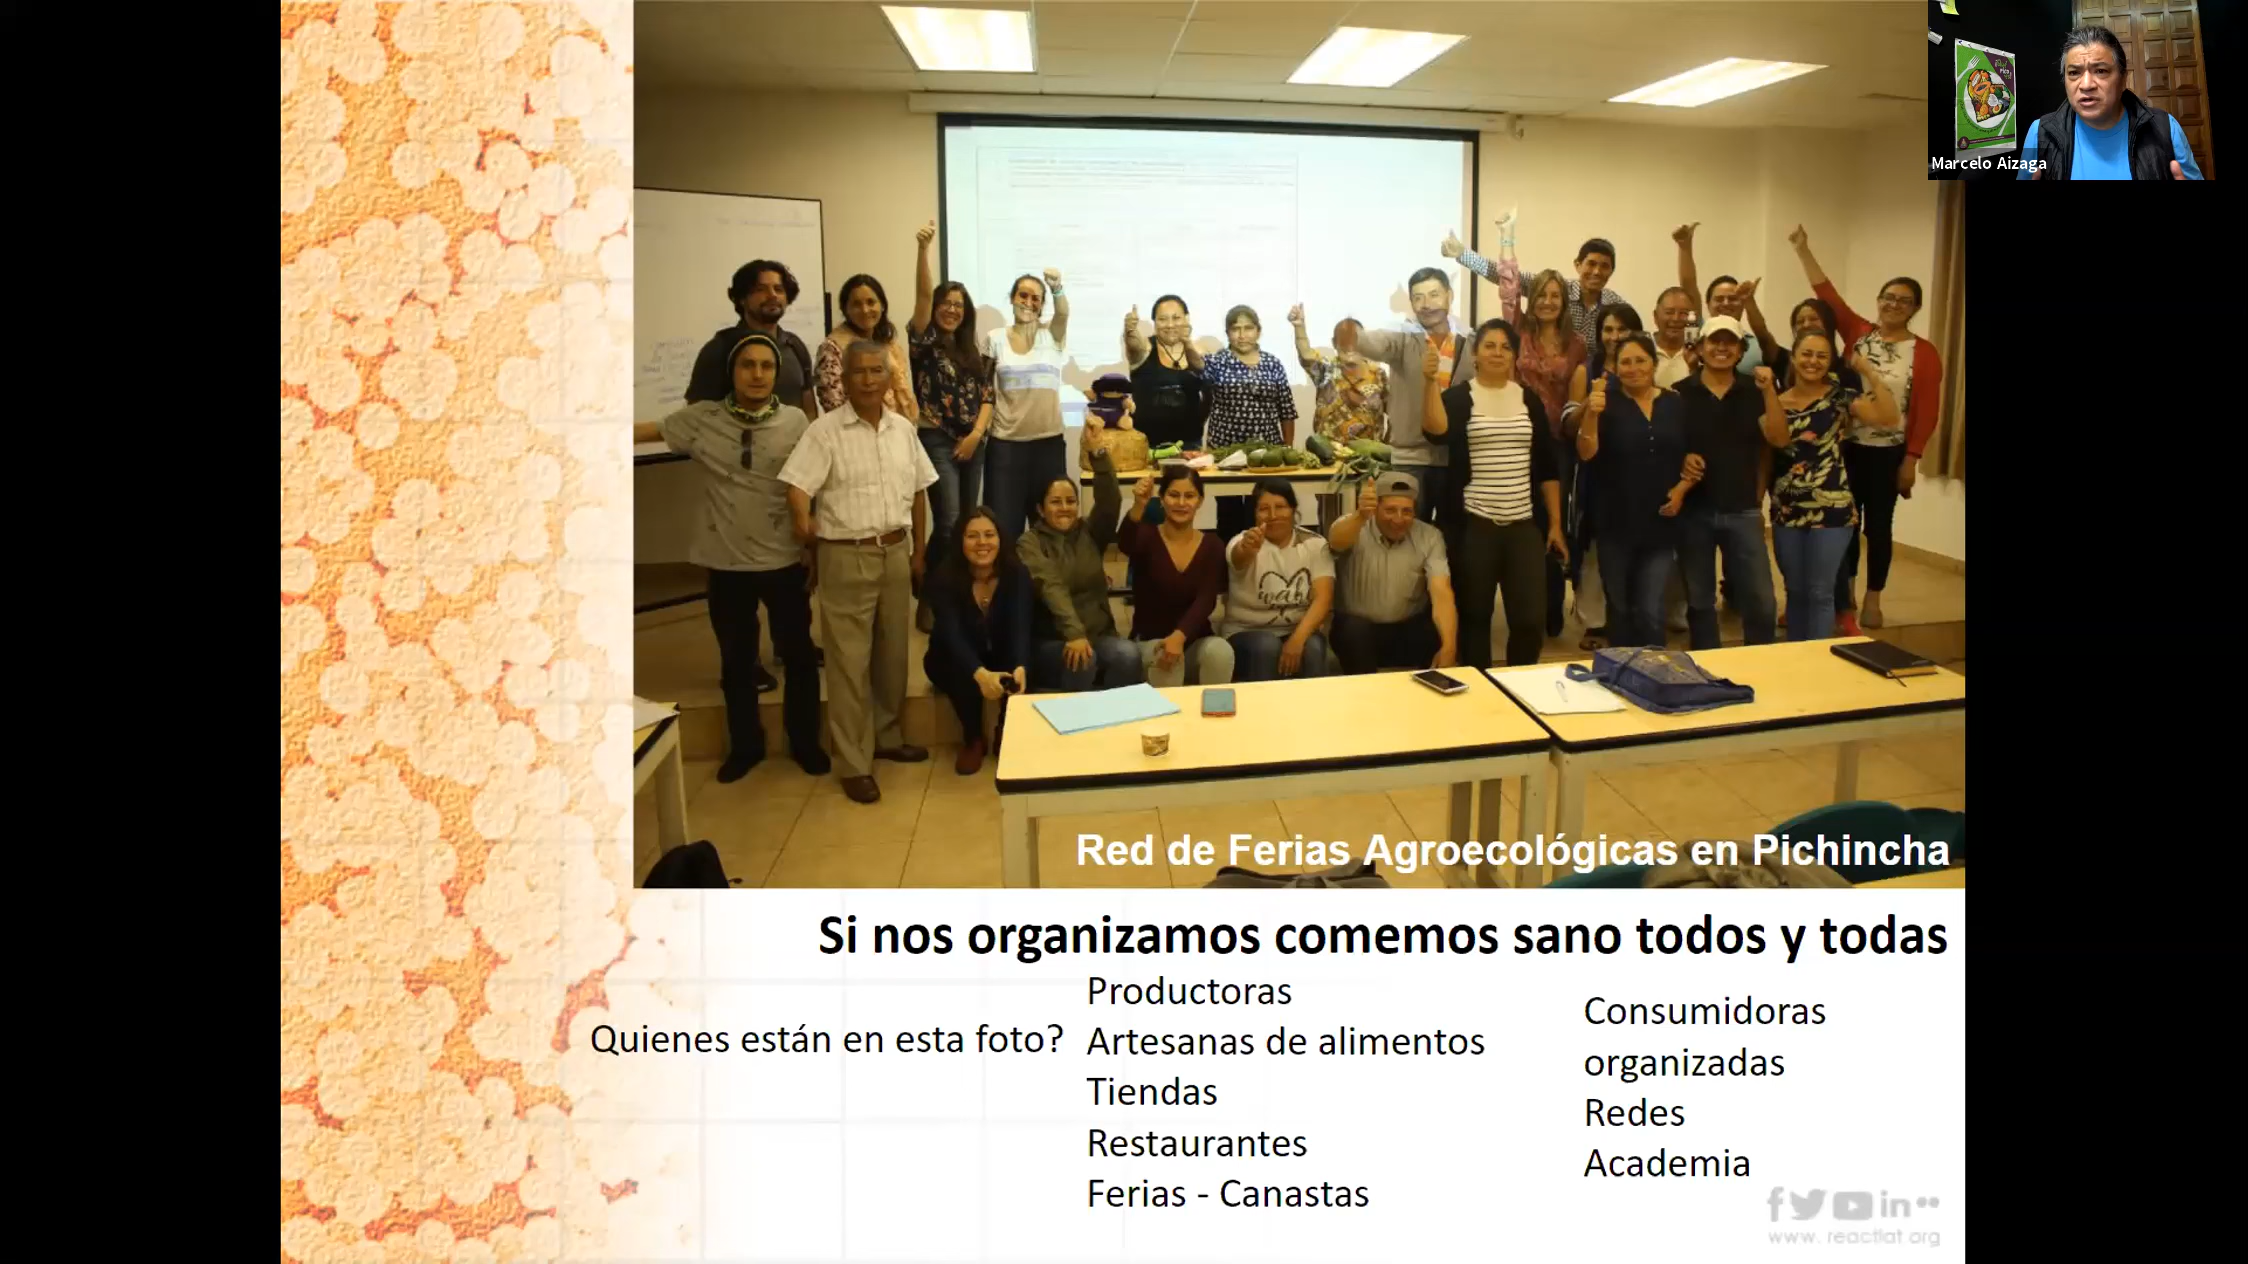 Marcelo Aizaga
Red de Ferias Agroecológicas en Pichincha
Si nos organizamos comemos sano todos y todas
Quienes están en esta foto?
Productoras
Artesanas de alimentos
Tiendas
Restaurantes
Ferias - Canastas
Consumidoras
organizadas
Redes
Academia
www. reactlat org